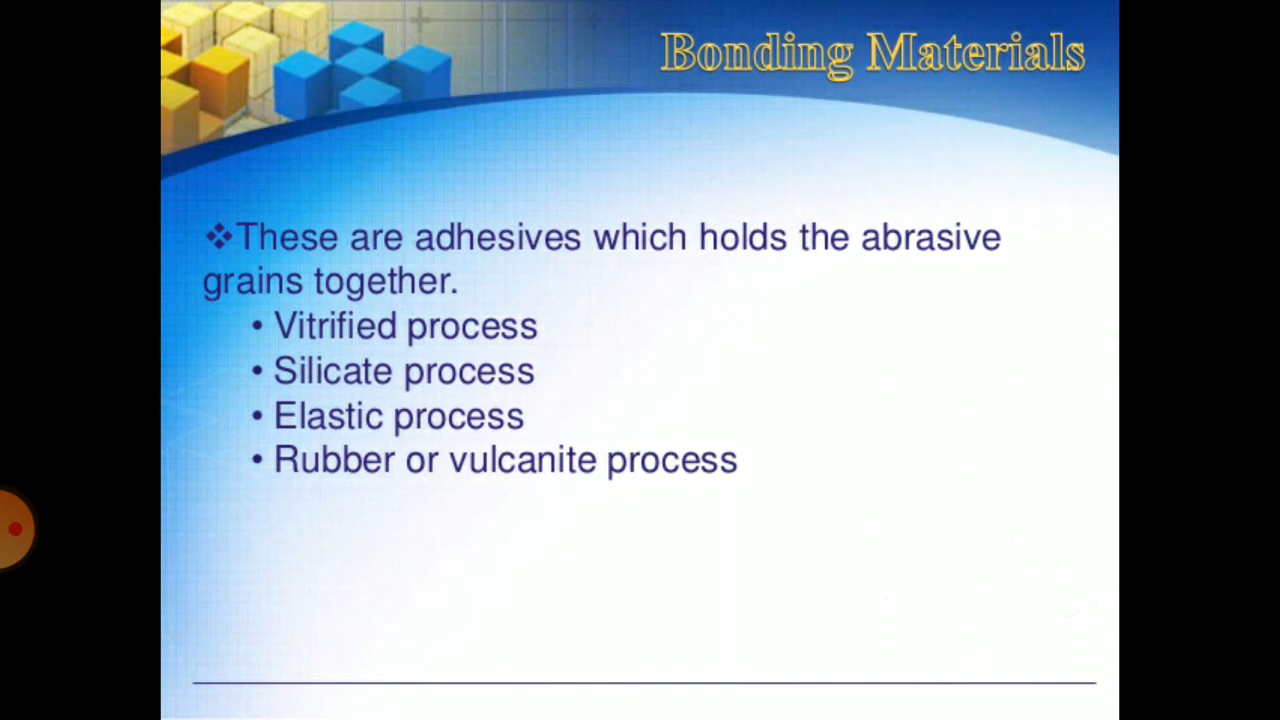 Bonding Materials
❖These are adhesives which holds the abrasive
grains together.
• Vitrified process
• Silicate process
• Elastic process
• Rubber or vulcanite process